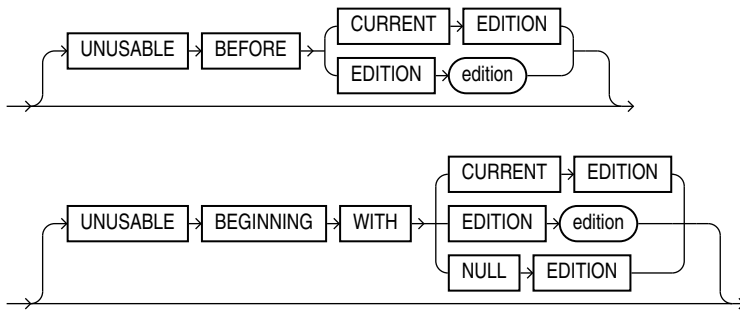 UNUSABLE BEFORE CURRENT EDITION
EDITION edition
UNUSABLE BEGINNING WITH CURRENT EDITION
EDITION edition
NULL EDITION